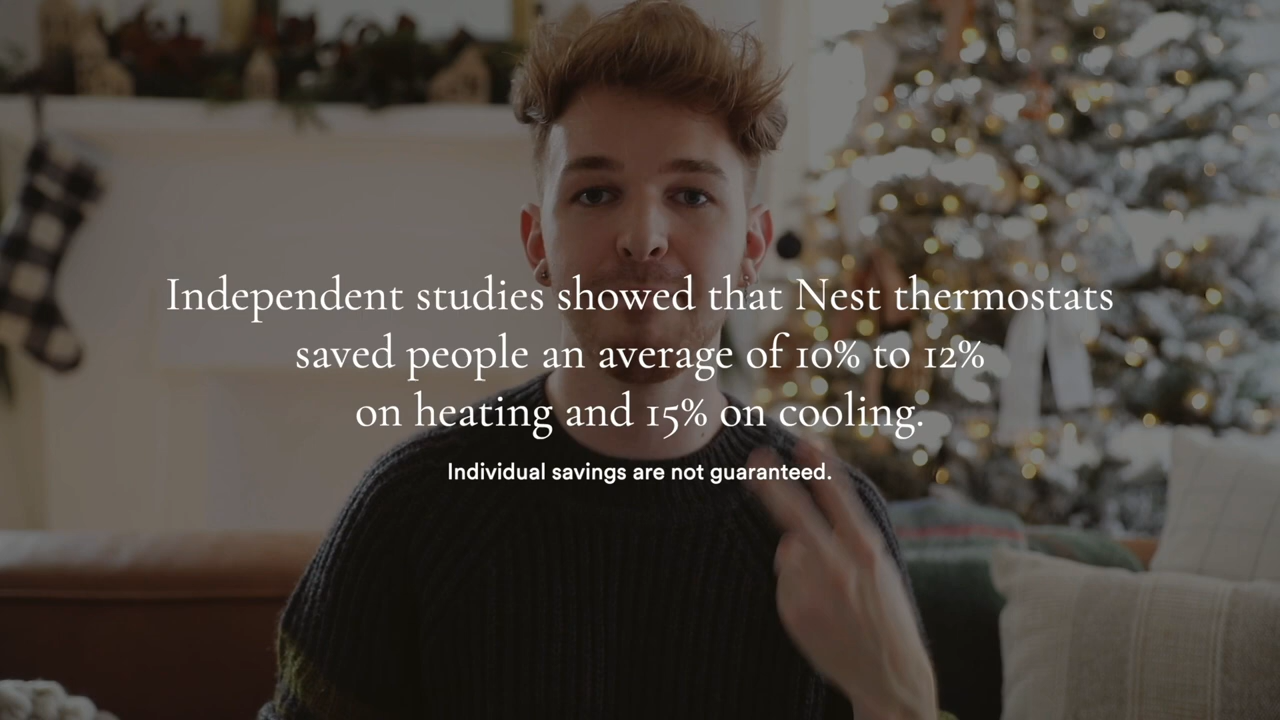 Independent studies showed that Nest thermostats
saved people an average of 10% to 12%
on heating and 15% on cooling.
Individual savings are not guaranteed.